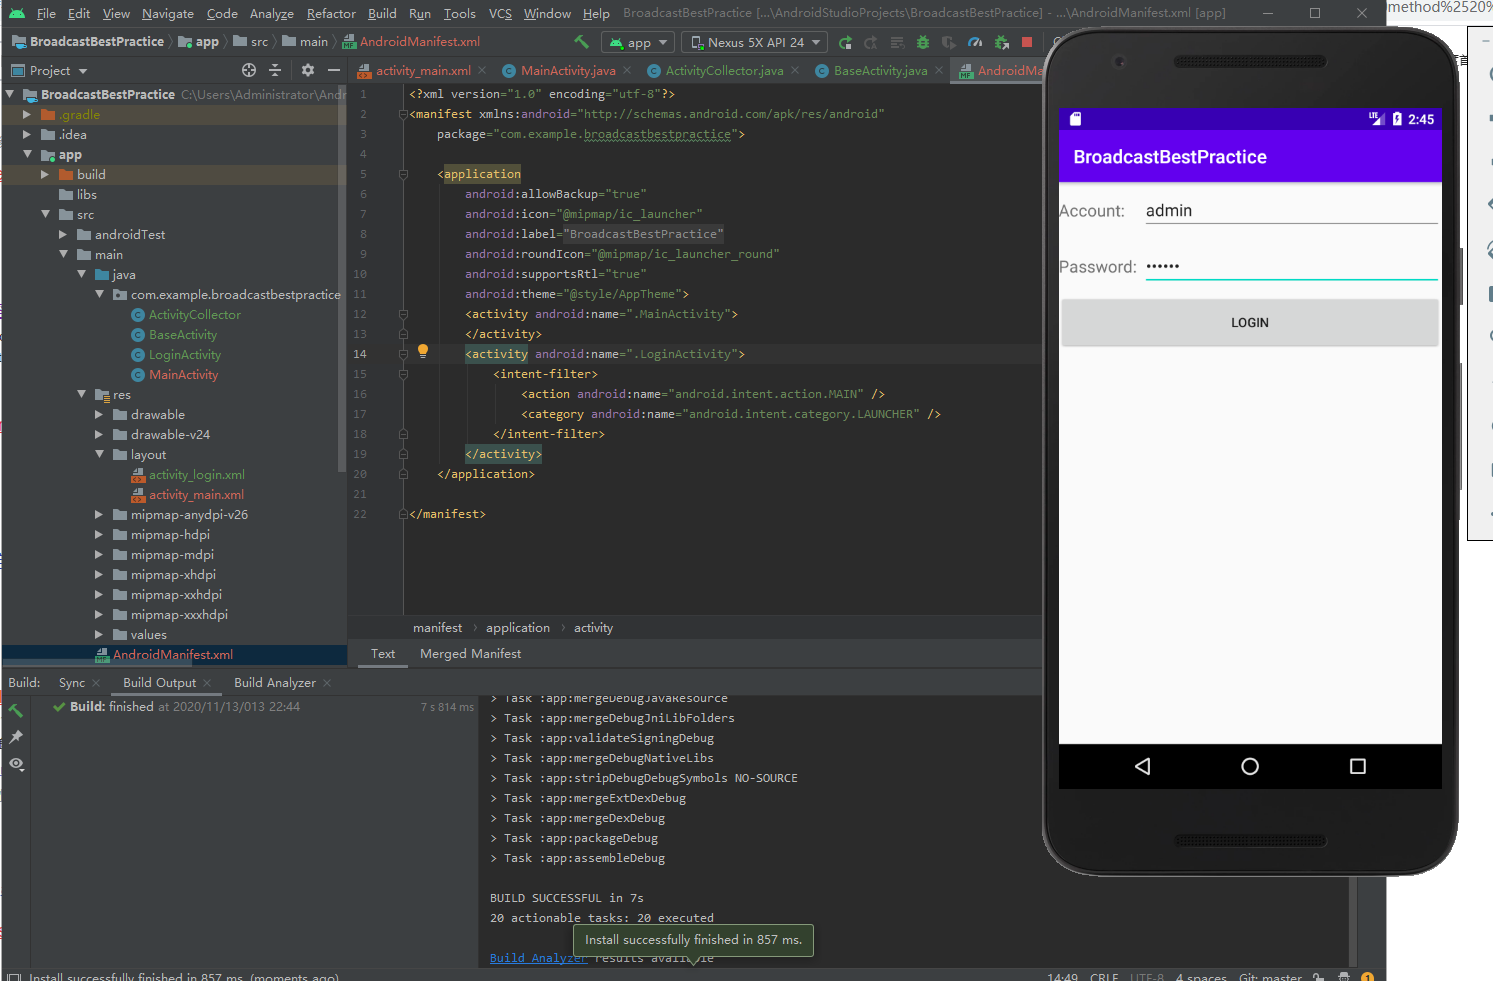 File Edit View Navigate Code Analyze Refactor Build Run Tools VCS Window Help BroadcastBestPractice [...\AndroidStudioProjects\BroadcastBestPractice] - ...\AndroidManifest.xml [app]
method%2520%
BroadcastBestPractice app src main AndroidManifest.xml app Nexus 5X API 24
Project
activity_main.xml MainActivity.java ActivityCollector.java BaseActivity.java AndroidMa
BroadcastBestPractice C:\Users\Administrator\Andr
.gradle
.idea
app
build
libs
src
androidTest
main
java
com.example.broadcastbestpractice
ActivityCollector
BaseActivity
LoginActivity
MainActivity
res
drawable
drawable-v24
layout
activity_login.xml
activity_main.xml
mipmap-anydpi-v26
mipmap-hdpi
mipmap-mdpi
mipmap-xhdpi
mipmap-xxhdpi
mipmap-xxxhdpi
values
AndroidManifest.xml
1 <?xml version="1.0" encoding="utf-8"?>
2 <manifest xmlns:android="http://schemas.android.com/apk/res/android"
3 package="com.example.broadcastbestpractice">
4
5 <application
6 android:allowBackup="true"
7 android:icon="@mipmap/ic_launcher"
8 android:label="BroadcastBestPractice"
9 android:roundIcon="@mipmap/ic_launcher_round"
10 android:supportsRtl="true"
11 android:theme="@style/AppTheme">
12 <activity android:name=".MainActivity">
13 </activity>
14 <activity android:name=".LoginActivity">
15 <intent-filter>
16 <action android:name="android.intent.action.MAIN" />
17 <category android:name="android.intent.category.LAUNCHER" />
18 </intent-filter>
19 </activity>
20 </application>
21
22 </manifest>
manifest application activity
Text Merged Manifest
LTE 2:45
BroadcastBestPractice
Account: admin
Password: ••••••
LOGIN
Build: Sync Build Output Build Analyzer
Build: finished at 2020/11/13/013 22:44 7 s 814 ms
> Task :app:mergeDebugJavaResource
> Task :app:mergeDebugJniLibFolders
> Task :app:validateSigningDebug
> Task :app:mergeDebugNativeLibs
> Task :app:stripDebugDebugSymbols NO-SOURCE
> Task :app:mergeExtDexDebug
> Task :app:mergeDexDebug
> Task :app:packageDebug
> Task :app:assembleDebug
BUILD SUCCESSFUL in 7s
20 actionable tasks: 20 executed
Install successfully finished in 857 ms.
Build Analyzer results available
Install successfully finished in 857 ms. (moments ago) 14:49 CRLF UTF-8 4 spaces Git: master 1